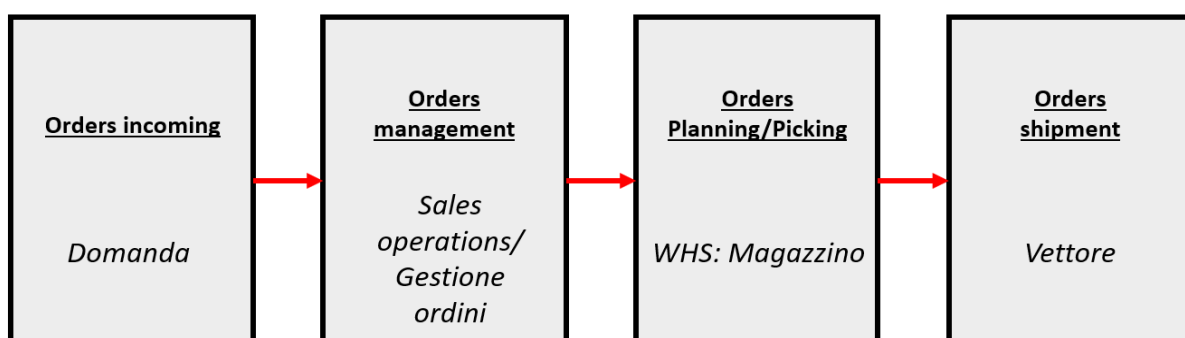 Orders incoming
Domanda
Orders
management
Sales
operations/
Gestione
ordini
Orders
Planning/Picking
WHS: Magazzino
Orders
shipment
Vettore